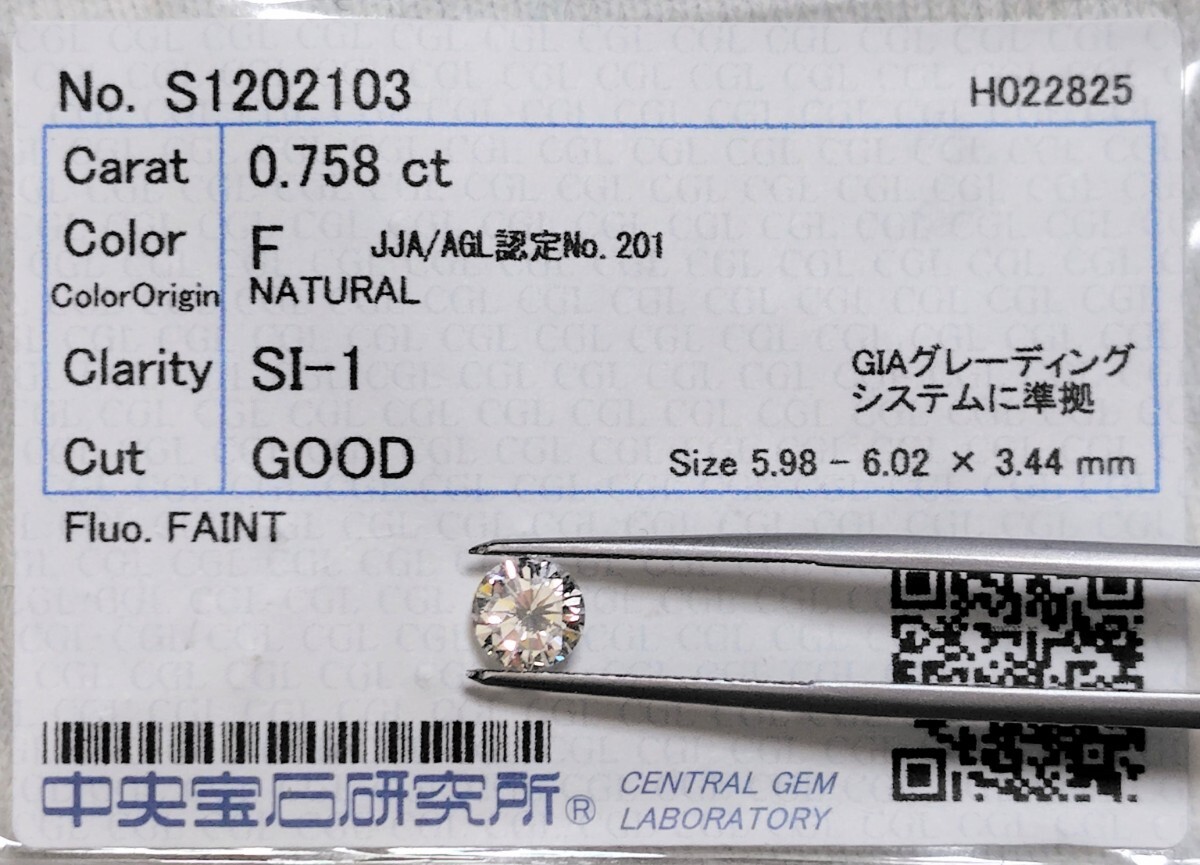 No. S1202103 H022825
Carat 0.758 ct
Color F JJA/AGL認定No. 201
ColorOrigin NATURAL
Clarity SI-1 GIAグレーディング
システムに準拠
Cut GOOD Size 5.98 - 6.02 × 3.44 mm
Fluo. FAINT
中央宝石研究所® CENTRAL GEM
LABORATORY